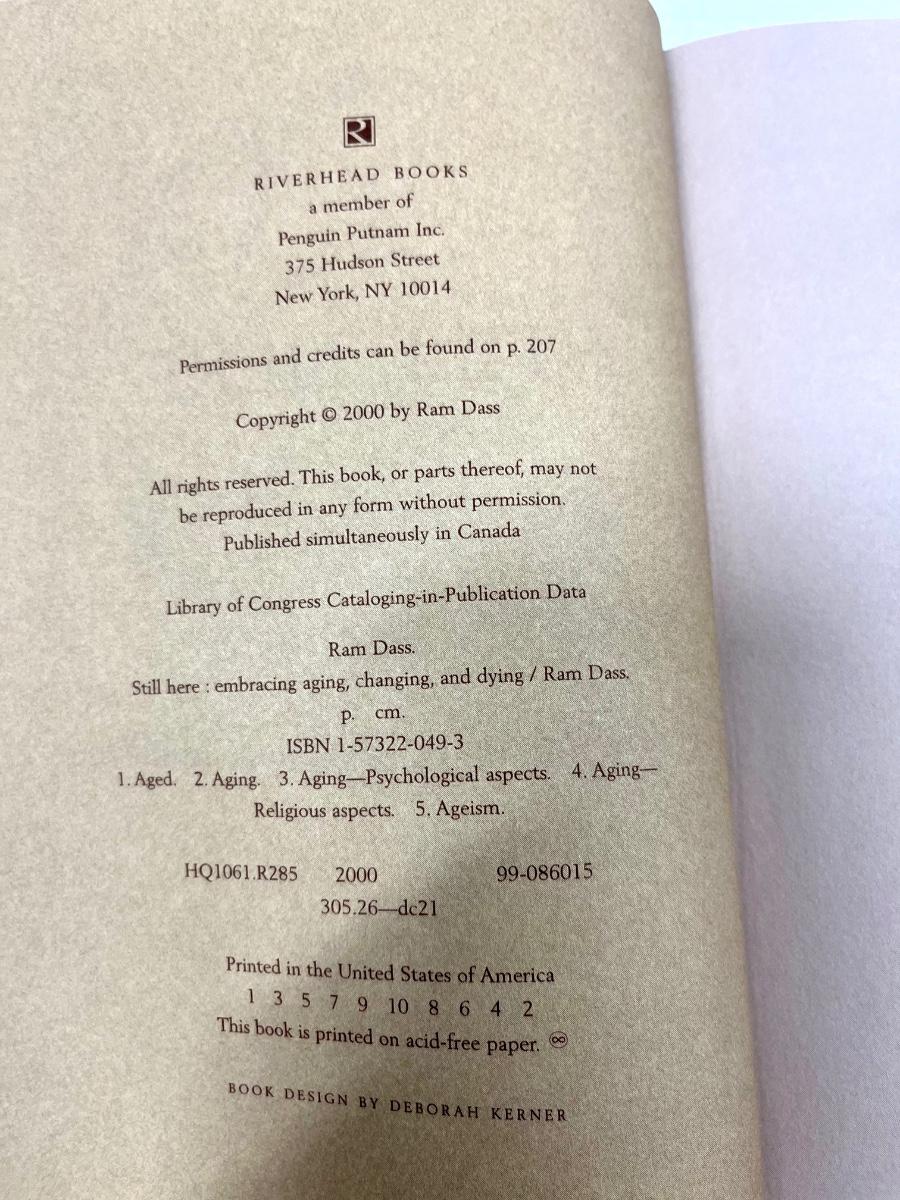 R
RIVERHEAD BOOKS
a member of
Penguin Putnam Inc.
375 Hudson Street
New York, NY 10014
Permissions and credits can be found on p. 207
Copyright © 2000 by Ram Dass
All rights reserved. This book, or parts thereof, may not
be reproduced in any form without permission.
Published simultaneously in Canada
Library of Congress Cataloging-in-Publication Data
Ram Dass.
Still here : embracing aging, changing, and dying / Ram Dass.
p. cm.
ISBN 1-57322-049-3
1. Aged. 2. Aging. 3. Aging—Psychological aspects. 4. Aging—
Religious aspects. 5. Ageism.
HQ1061.R285 2000 99-086015
305.26—dc21
Printed in the United States of America
1 3 5 7 9 10 8 6 4 2
This book is printed on acid-free paper. ♾
BOOK DESIGN BY DEBORAH KERNER